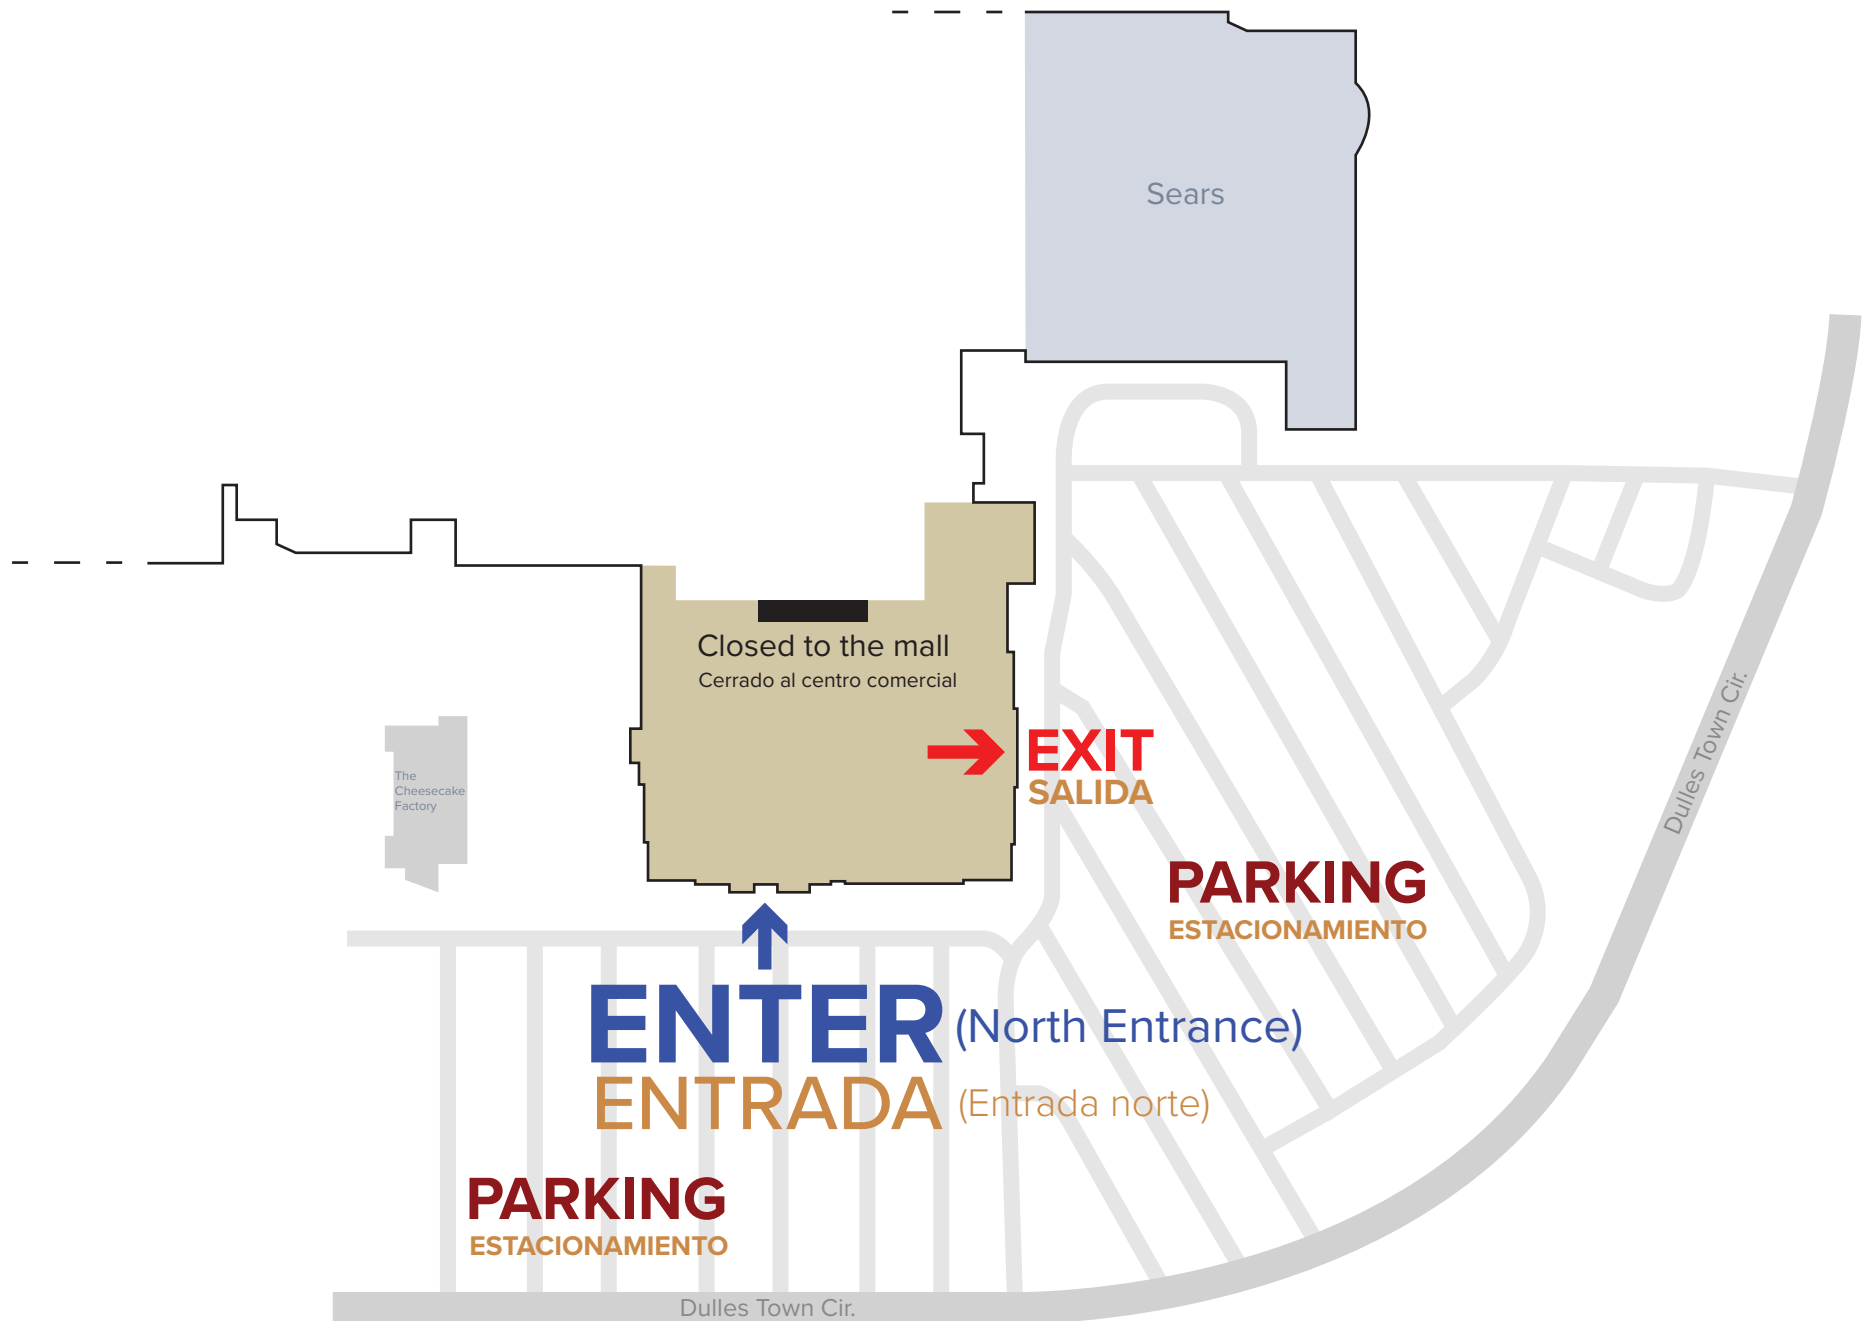 Sears
Closed to the mall
Cerrado al centro comercial
The
Cheesecake
Factory
EXIT
SALIDA
Dulles Town Cir.
PARKING
ESTACIONAMIENTO
ENTER (North Entrance)
ENTRADA (Entrada norte)
PARKING
ESTACIONAMIENTO
Dulles Town Cir.